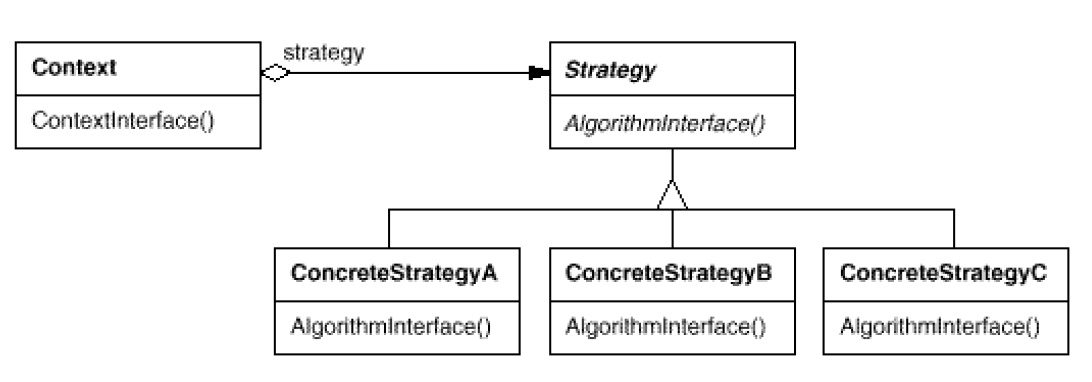 strategy
Context
Strategy
ContextInterface()
AlgorithmInterface()
ConcreteStrategyA
ConcreteStrategyB
ConcreteStrategyC
AlgorithmInterface()
AlgorithmInterface()
AlgorithmInterface()